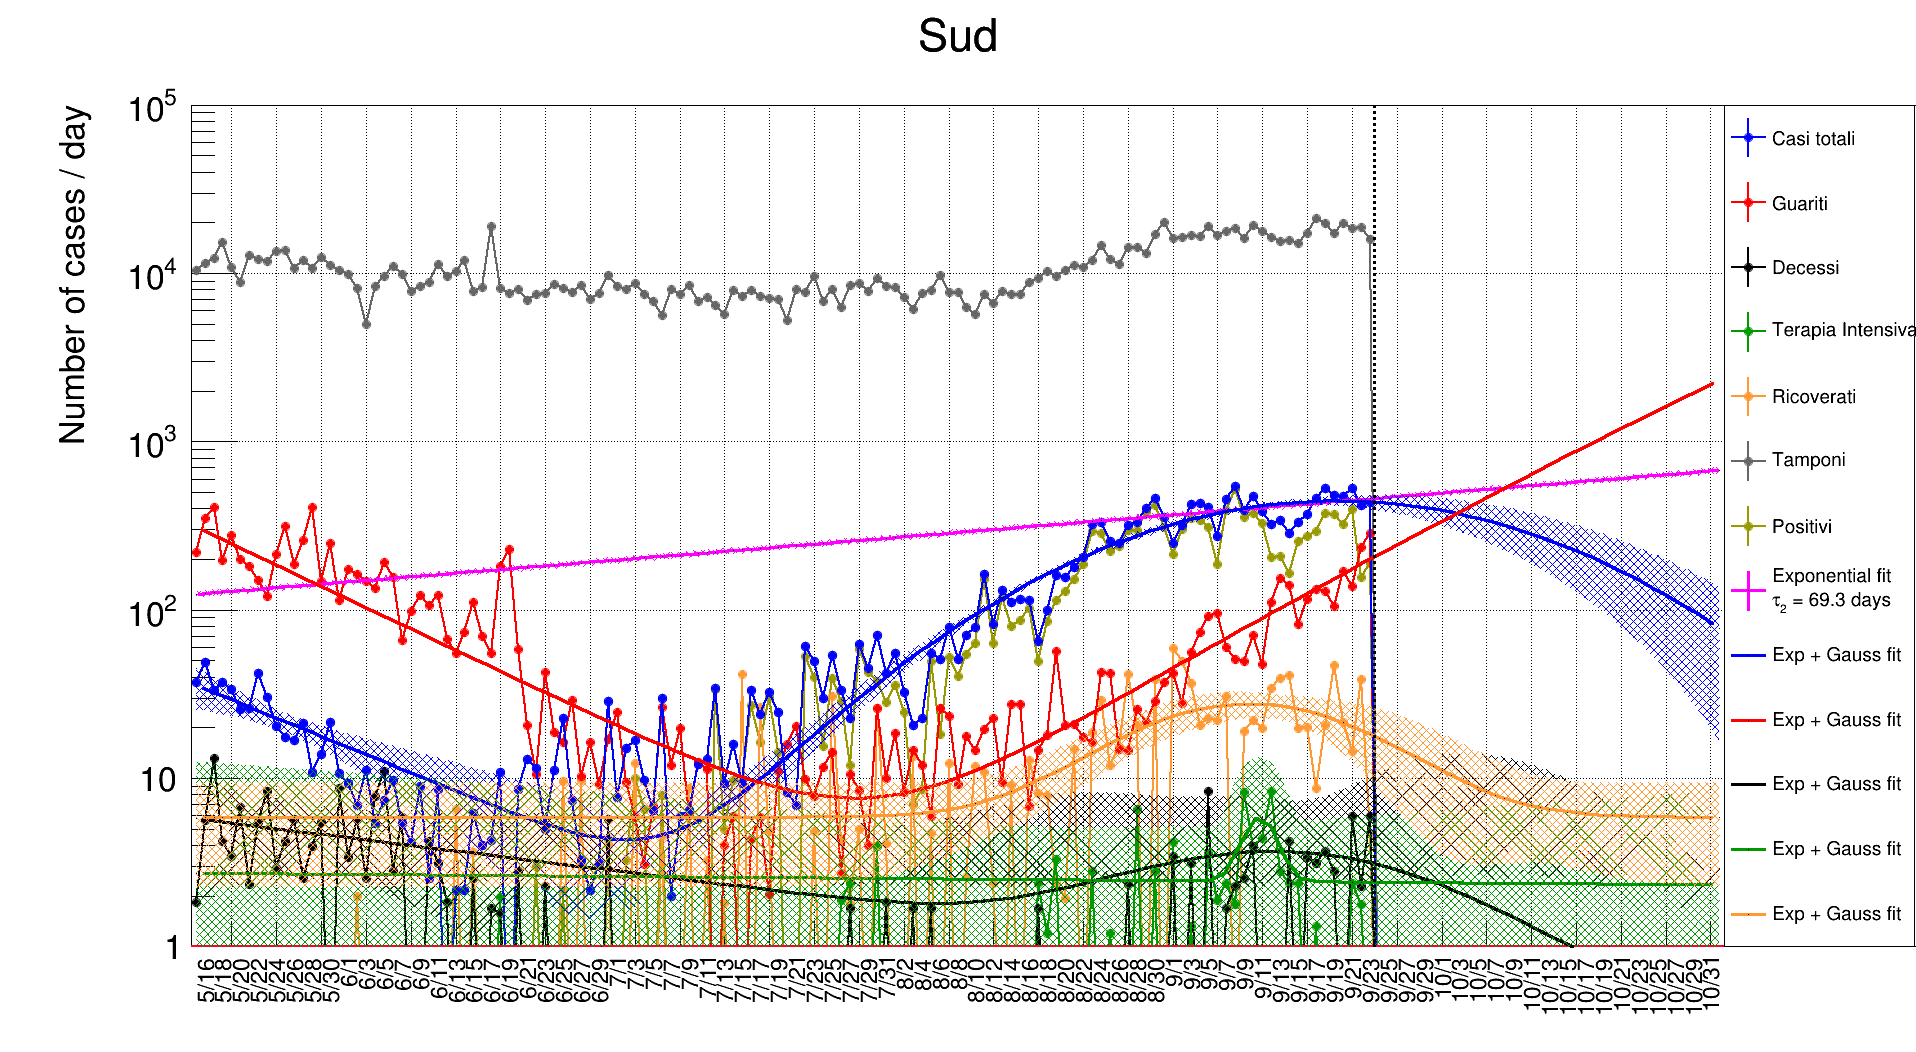 Sud
Number of cases / day
10^5
10^4
10^3
10^2
10
1
5/16 5/18 5/20 5/22 5/24 5/26 5/28 5/30 6/1 6/3 6/5 6/7 6/9 6/11 6/13 6/15 6/17 6/19 6/21 6/23 6/25 6/27 6/29 7/1 7/3 7/5 7/7 7/9 7/11 7/13 7/15 7/17 7/19 7/21 7/23 7/25 7/27 7/29 7/31 8/2 8/4 8/6 8/8 8/10 8/12 8/14 8/16 8/18 8/20 8/22 8/24 8/26 8/28 8/30 9/1 9/3 9/5 9/7 9/9 9/11 9/13 9/15 9/17 9/19 9/21 9/23 9/25 9/27 9/29 10/1 10/3 10/5 10/7 10/9 10/11 10/13 10/15 10/17 10/19 10/21 10/23 10/25 10/27 10/29 10/31
Casi totali
Guariti
Decessi
Terapia Intensiva
Ricoverati
Tamponi
Positivi
Exponential fit
τ₂ = 69.3 days
Exp + Gauss fit
Exp + Gauss fit
Exp + Gauss fit
Exp + Gauss fit
Exp + Gauss fit